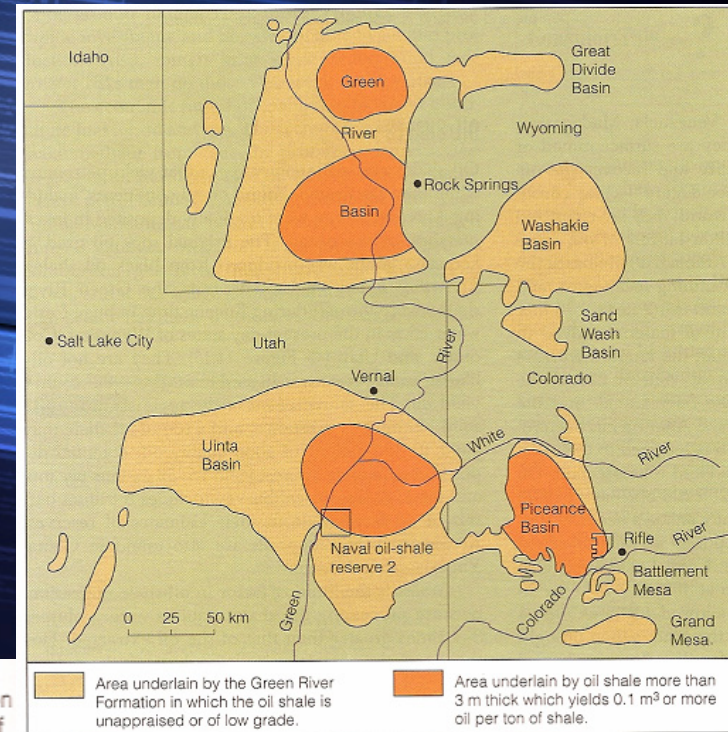 Idaho
Great
Divide
Basin
Green
River
Wyoming
Rock Springs
Basin
Washakie
Basin
Salt Lake City
Utah
River
Sand
Wash
Basin
Colorado
Vernal
White
River
Uinta
Basin
Piceance
Basin
Rifle
River
Naval oil-shale
reserve 2
Battlement
Mesa
Green
Colorado
Grand
Mesa
0 25 50 km
Area underlain by the Green River
Formation in which the oil shale is
unappraised or of low grade.
Area underlain by oil shale more than
3 m thick which yields 0.1 m³ or more
oil per ton of shale.